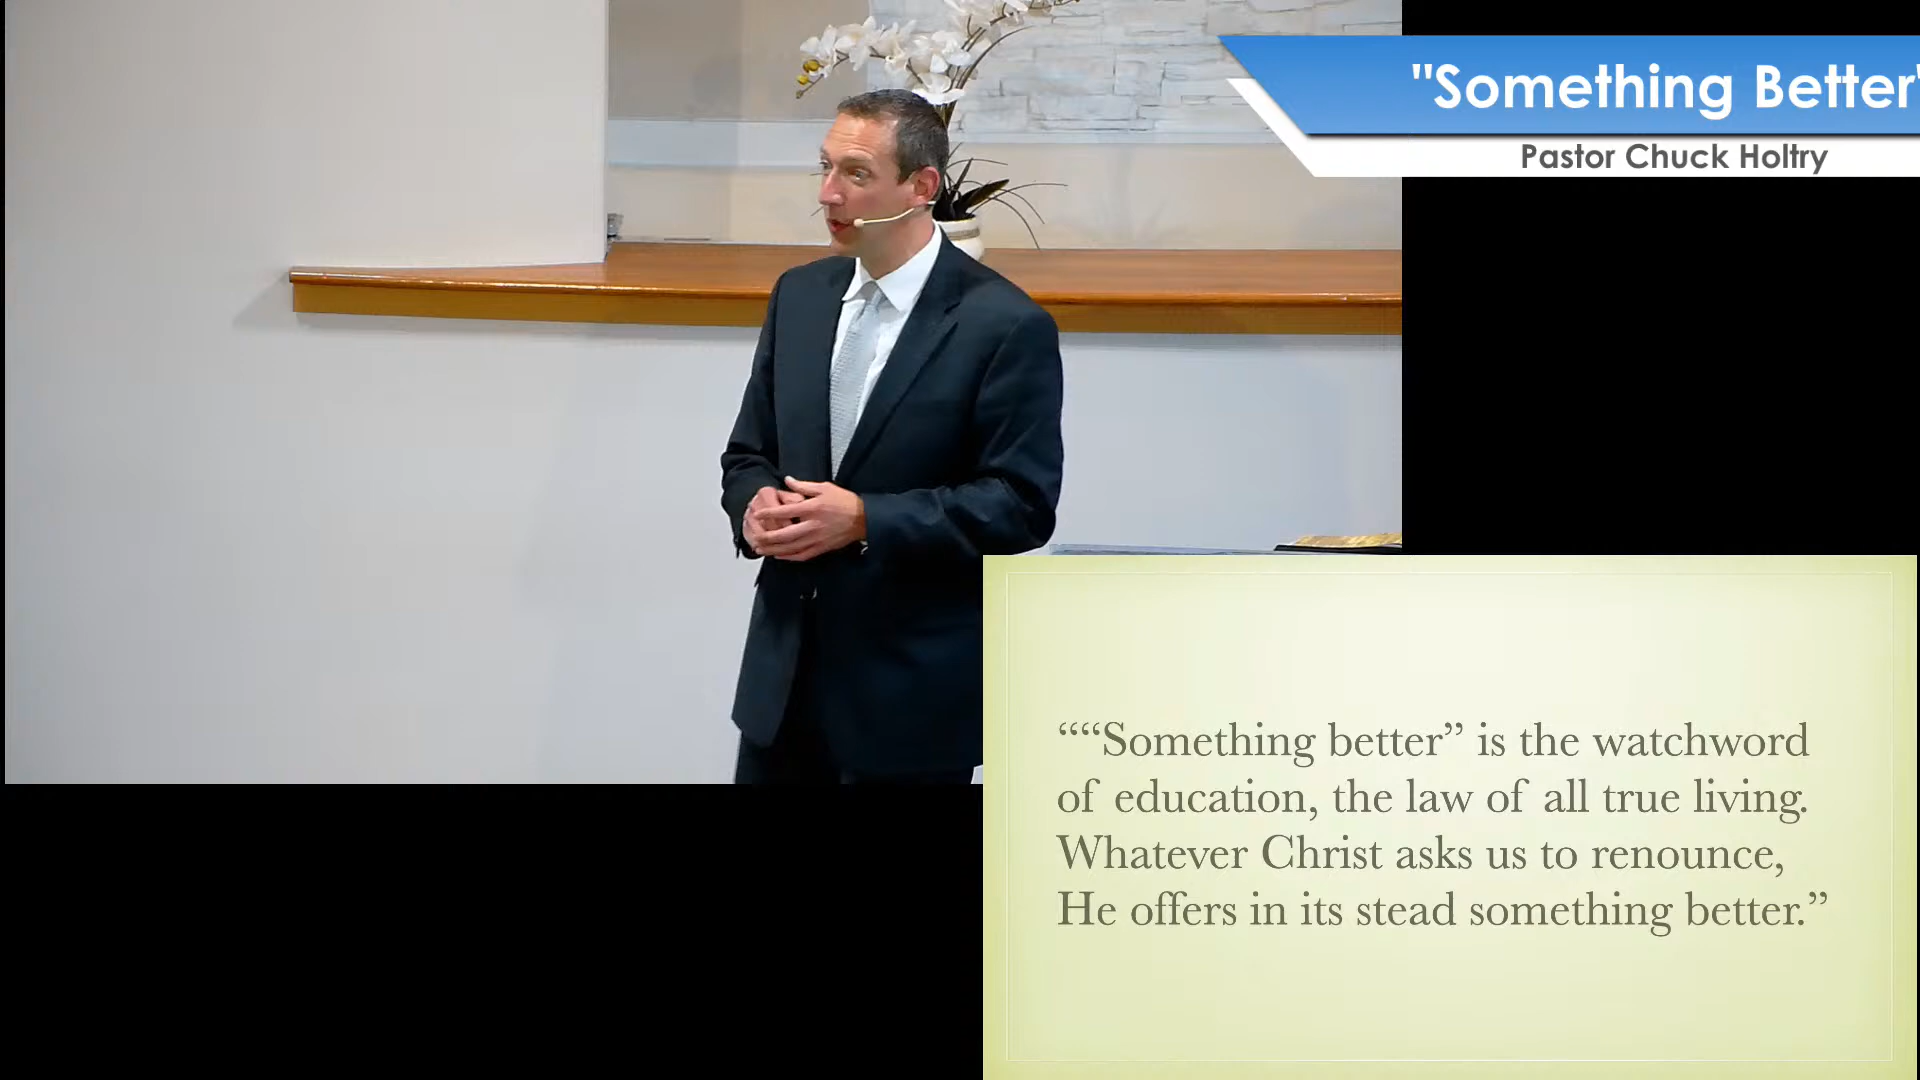 "Something Better"
Pastor Chuck Holtry
““Something better” is the watchword
of education, the law of all true living.
Whatever Christ asks us to renounce,
He offers in its stead something better.”